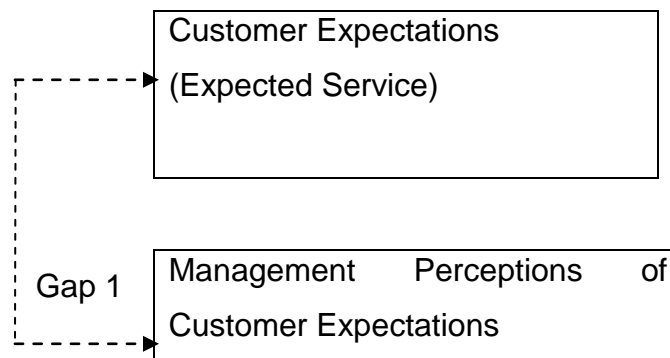 Customer Expectations
(Expected Service)
Gap 1
Management Perceptions of
Customer Expectations